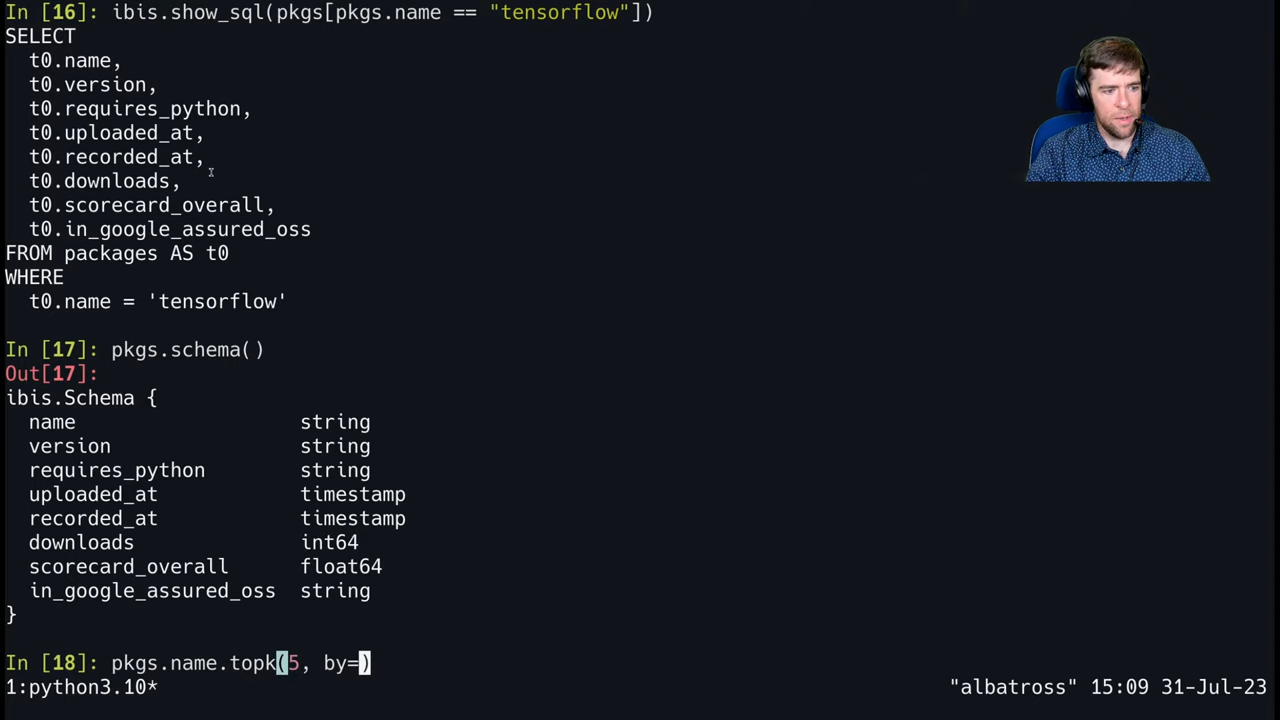 In [16]: ibis.show_sql(pkgs[pkgs.name == "tensorflow"])
SELECT
  t0.name,
  t0.version,
  t0.requires_python,
  t0.uploaded_at,
  t0.recorded_at,
  t0.downloads,
  t0.scorecard_overall,
  t0.in_google_assured_oss
FROM packages AS t0
WHERE
  t0.name = 'tensorflow'
In [17]: pkgs.schema()
Out[17]:
ibis.Schema {
  name                   string
  version                string
  requires_python        string
  uploaded_at            timestamp
  recorded_at            timestamp
  downloads              int64
  scorecard_overall      float64
  in_google_assured_oss  string
}
In [18]: pkgs.name.topk(5, by=)
1:python3.10* "albatross" 15:09 31-Jul-23